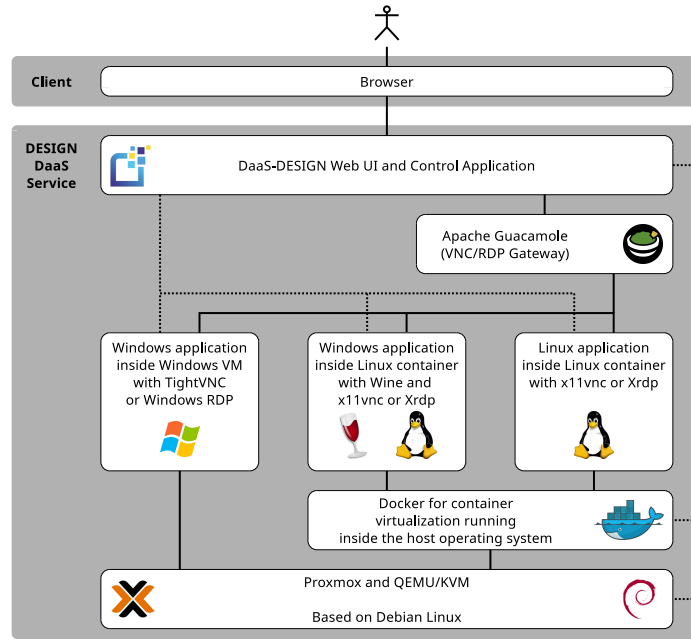 Client
Browser
DESIGN
DaaS
Service
DaaS-DESIGN Web UI and Control Application
Apache Guacamole
(VNC/RDP Gateway)
Windows application
inside Windows VM
with TightVNC
or Windows RDP
Windows application
inside Linux container
with Wine and
x11vnc or Xrdp
Linux application
inside Linux container
with x11vnc or Xrdp
Docker for container
virtualization running
inside the host operating system
Proxmox and QEMU/KVM
Based on Debian Linux